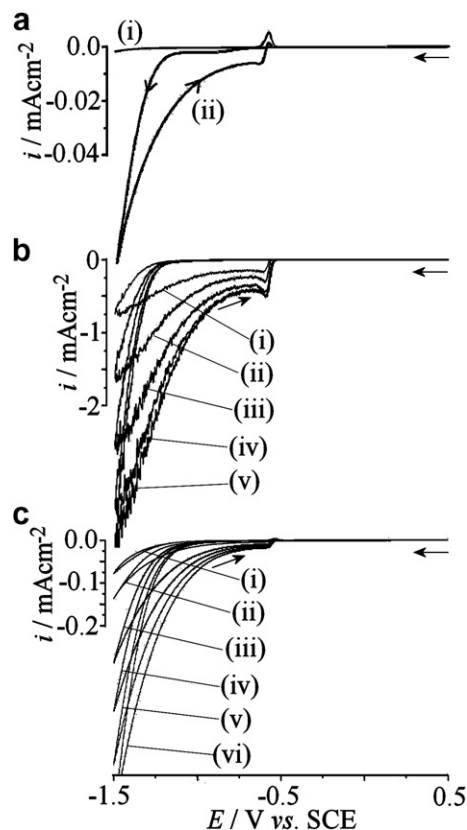 a
(i)
0.00
-0.02
-0.04
i / mAcm-2
(ii)
b
0
-1
-2
i / mAcm-2
(i)
(ii)
(iii)
(iv)
(v)
c
0.0
-0.1
-0.2
i / mAcm-2
(i)
(ii)
(iii)
(iv)
(v)
(vi)
-1.5 -0.5 0.5
E / V vs. SCE